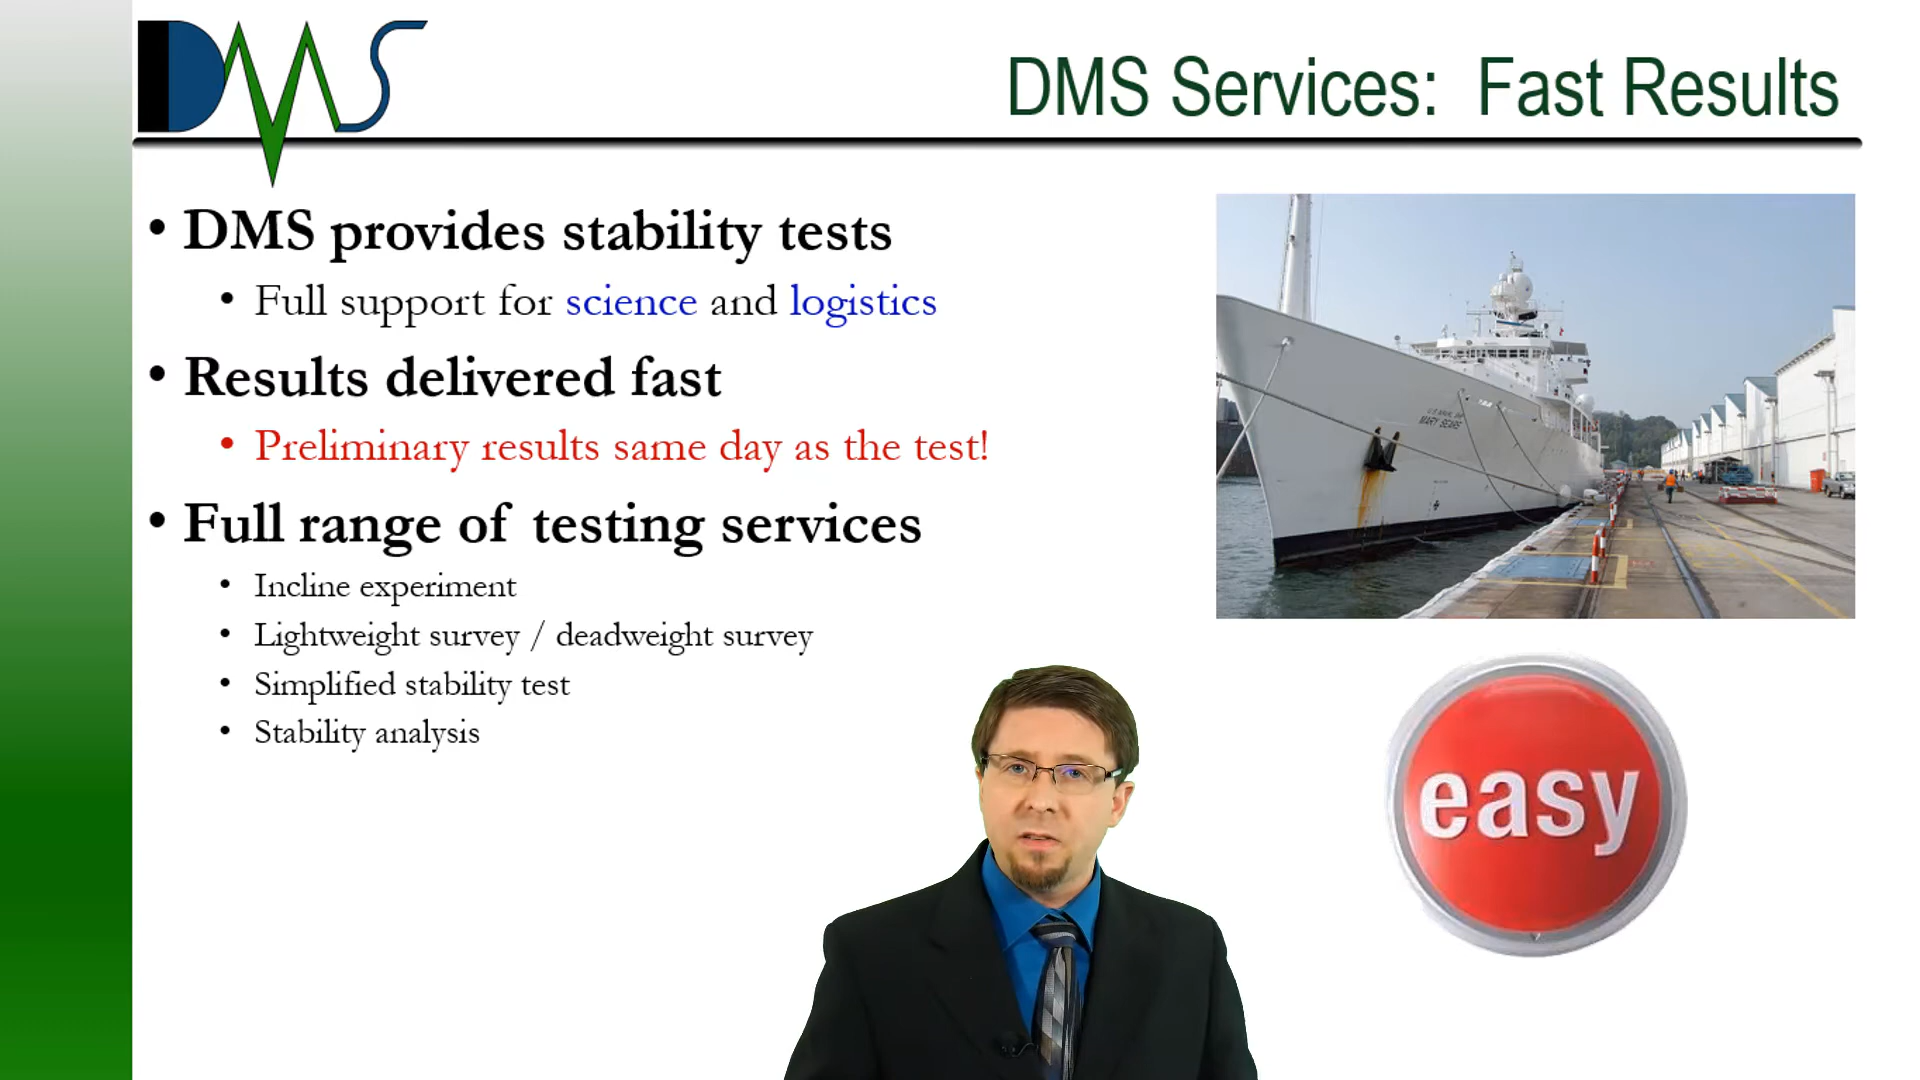 DMS
DMS Services: Fast Results
• DMS provides stability tests
• Full support for science and logistics
• Results delivered fast
• Preliminary results same day as the test!
• Full range of testing services
• Incline experiment
• Lightweight survey / deadweight survey
• Simplified stability test
• Stability analysis
MARY SEARS
easy